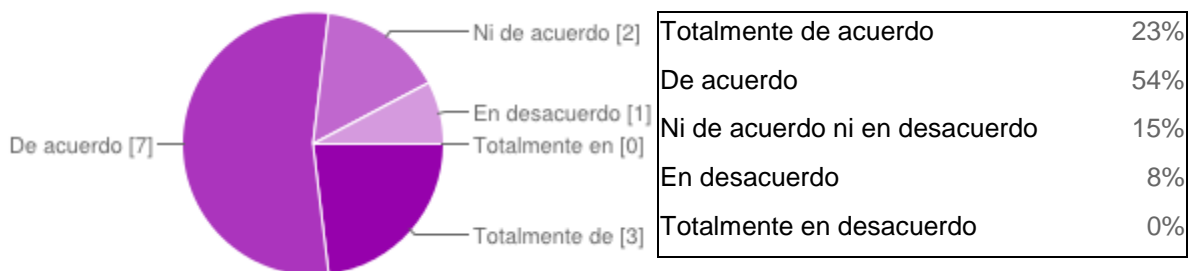 Ni de acuerdo [2]
En desacuerdo [1]
De acuerdo [7]
Totalmente en [0]
Totalmente de [3]
Totalmente de acuerdo 23%
De acuerdo 54%
Ni de acuerdo ni en desacuerdo 15%
En desacuerdo 8%
Totalmente en desacuerdo 0%